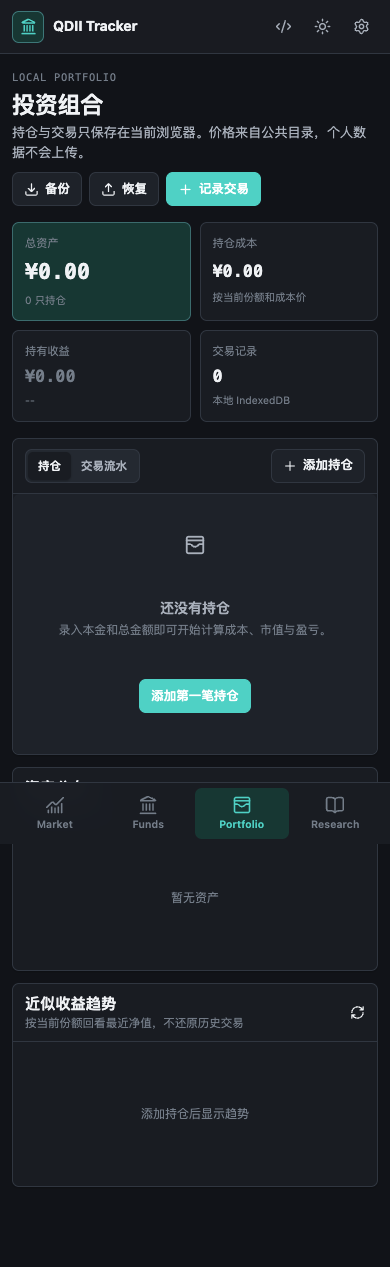 QDII Tracker
LOCAL PORTFOLIO
投资组合
持仓与交易只保存在当前浏览器。价格来自公共目录，个人数
据不会上传。
备份
恢复
记录交易
总资产
¥0.00
0 只持仓
持仓成本
¥0.00
按当前份额和成本价
持有收益
¥0.00
--
交易记录
0
本地 IndexedDB
持仓
交易流水
添加持仓
还没有持仓
录入本金和总金额即可开始计算成本、市值与盈亏。
添加第一笔持仓
Market
Funds
Portfolio
Research
暂无资产
近似收益趋势
按当前份额回看最近净值，不还原历史交易
添加持仓后显示趋势